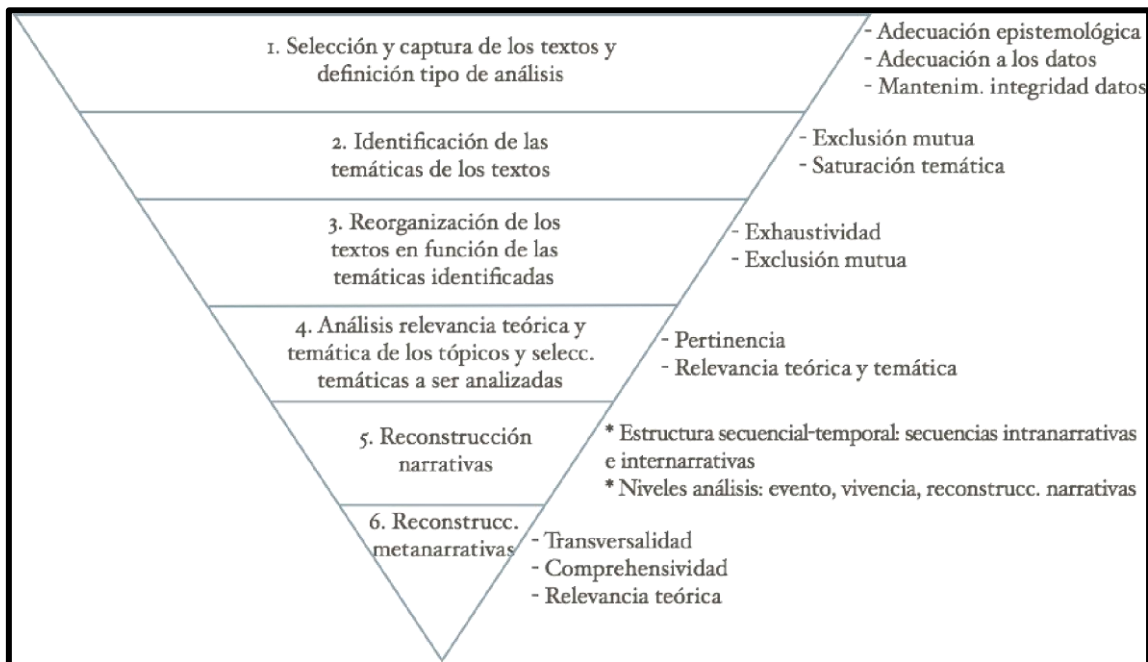 1. Selección y captura de los textos y
definición tipo de análisis
- Adecuación epistemológica
- Adecuación a los datos
- Mantenim. integridad datos
2. Identificación de las
temáticas de los textos
- Exclusión mutua
- Saturación temática
3. Reorganización de los
textos en función de las
temáticas identificadas
- Exhaustividad
- Exclusión mutua
4. Análisis relevancia teórica y
temática de los tópicos y selecc.
temáticas a ser analizadas
- Pertinencia
- Relevancia teórica y temática
5. Reconstrucción
narrativas
* Estructura secuencial-temporal: secuencias intranarrativas
e internarrativas
* Niveles análisis: evento, vivencia, reconstrucc. narrativas
6. Reconstrucc.
metanarrativas
- Transversalidad
- Comprehensividad
- Relevancia teórica